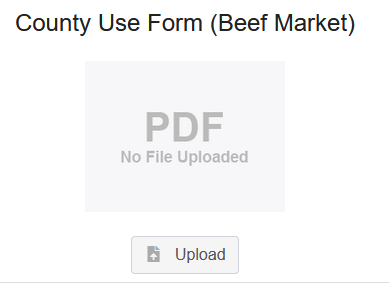 County Use Form (Beef Market)
PDF
No File Uploaded
Upload